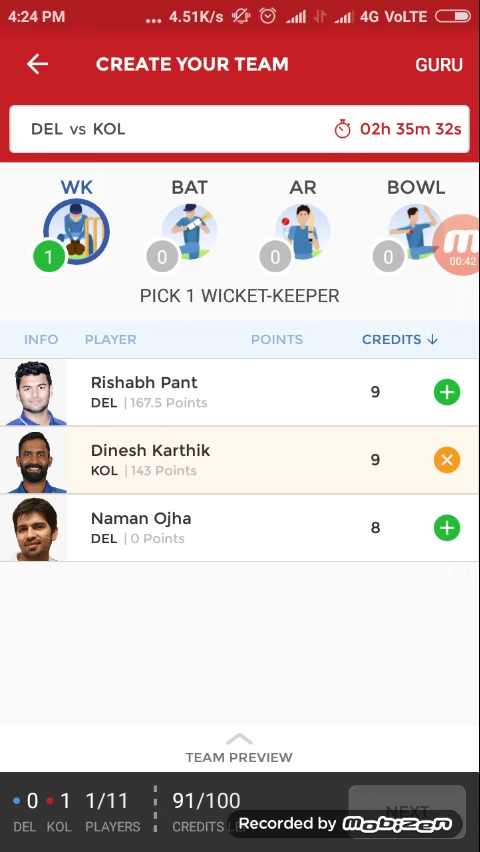 4:24 PM ... 4.51K/s 4G VoLTE
CREATE YOUR TEAM GURU
DEL vs KOL 02h 35m 32s
WK BAT AR BOWL
1 0 0 0
m
00:42
PICK 1 WICKET-KEEPER
INFO PLAYER POINTS CREDITS ↓
Rishabh Pant 9
DEL | 167.5 Points
Dinesh Karthik 9
KOL | 143 Points
Naman Ojha 8
DEL | 0 Points
TEAM PREVIEW
0 1 1/11 91/100 NEXT
DEL KOL PLAYERS CREDITS
Recorded by mobizen